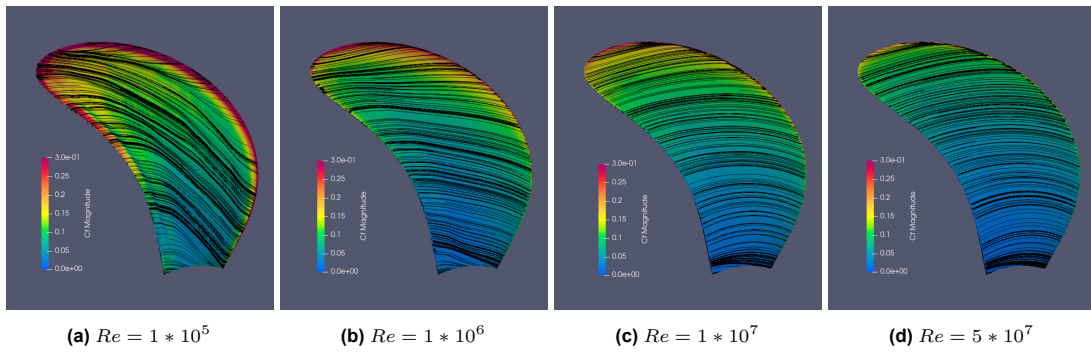 3.0e-01
0.25
0.2
0.15
0.1
0.05
0.0e+00
Cf Magnitude
3.0e-01
0.25
0.2
0.15
0.1
0.05
0.0e+00
Cf Magnitude
3.0e-01
0.25
0.2
0.15
0.1
0.05
0.0e+00
Cf Magnitude
3.0e-01
0.25
0.2
0.15
0.1
0.05
0.0e+00
Cf Magnitude
(a) Re = 1 * 10^5
(b) Re = 1 * 10^6
(c) Re = 1 * 10^7
(d) Re = 5 * 10^7